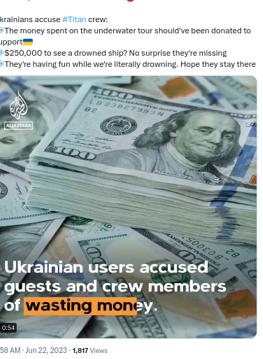 krainians accuse #Titan crew:
The money spent on the underwater tour should've been donated to
upport
$250,000 to see a drowned ship? No surprise they're missing
They're having fun while we're literally drowning. Hope they stay there
100
100
ALJAZEERA
Ukrainian users accused
guests and crew members
of wasting money.
0:54
:58 AM · Jun 22, 2023 · 1,817 Views